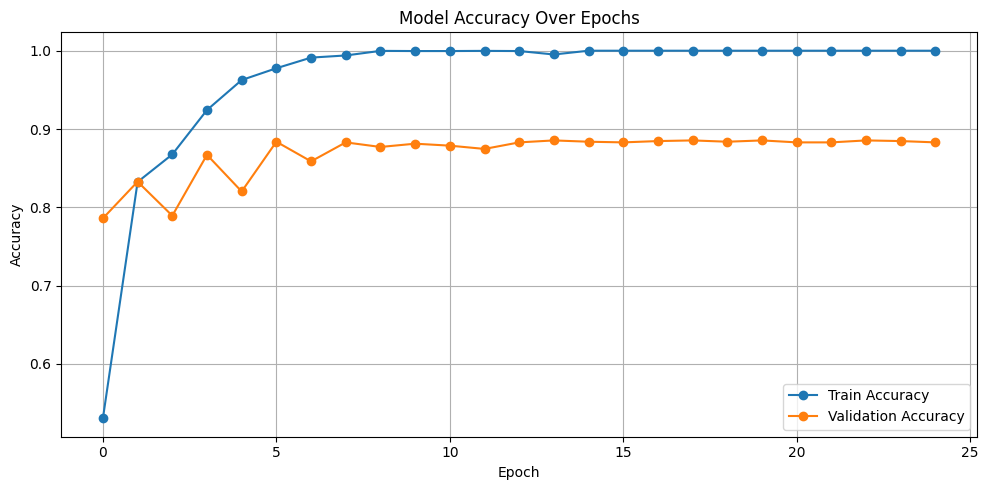 Model Accuracy Over Epochs
1.0
0.9
0.8
0.7
0.6
Accuracy
0 5 10 15 20 25
Epoch
Train Accuracy
Validation Accuracy